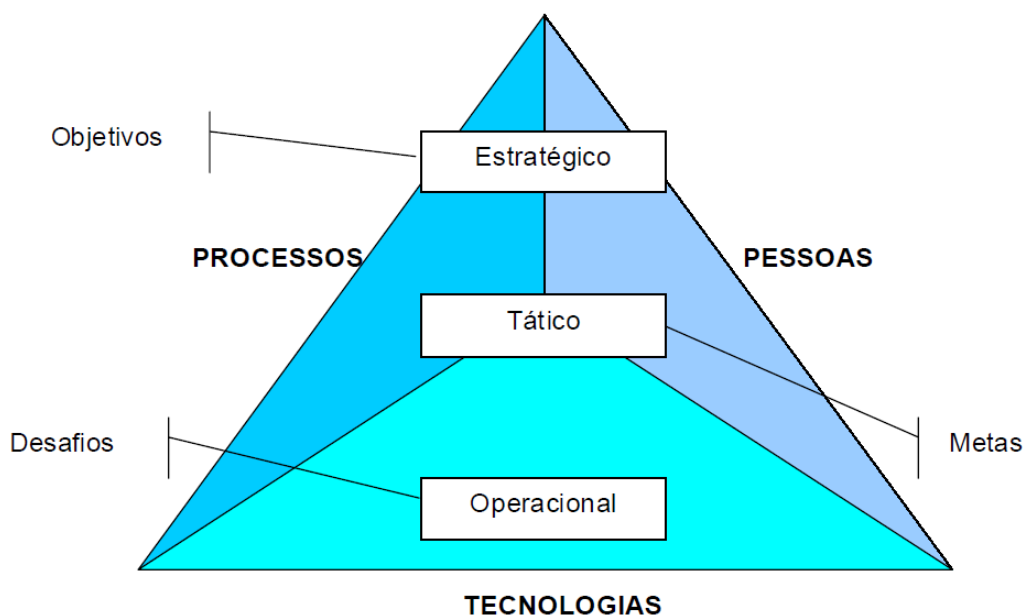 Objetivos
Estratégico
PROCESSOS
PESSOAS
Tático
Desafios
Metas
Operacional
TECNOLOGIAS